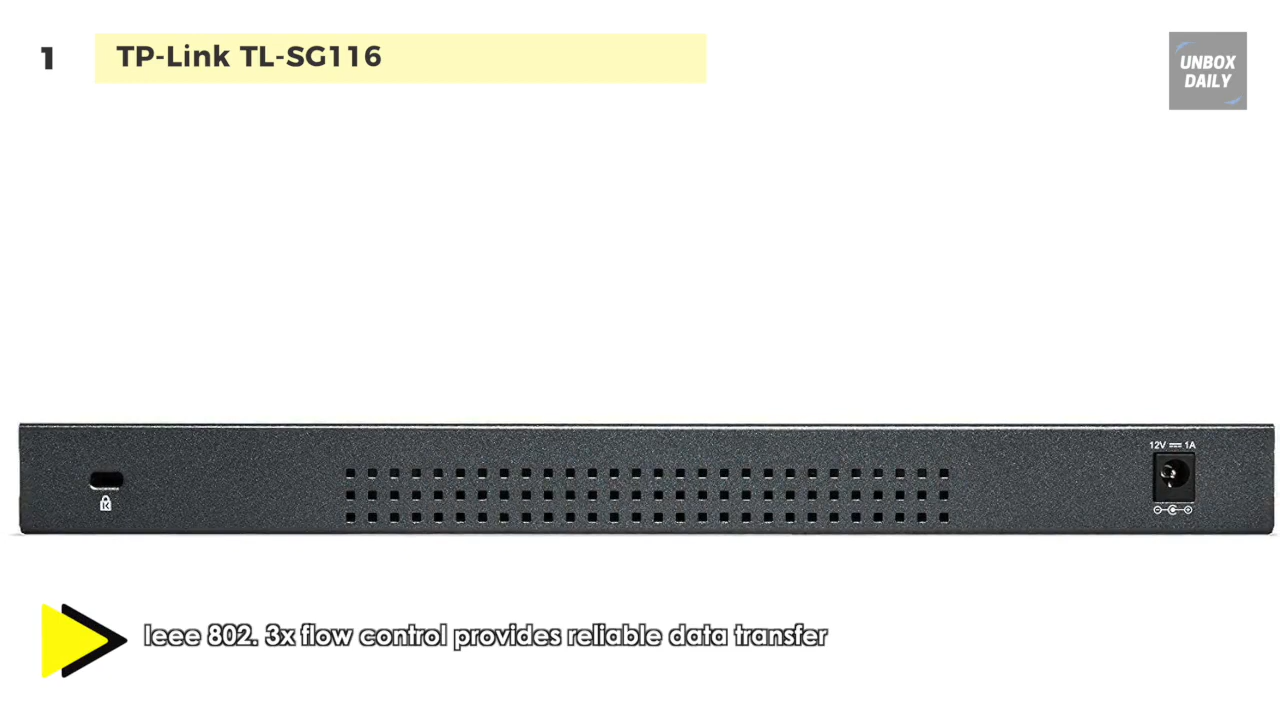 1
TP-Link TL-SG116
UNBOX
DAILY
12V ⎓ 1A
Ieee 802. 3x flow control provides reliable data transfer